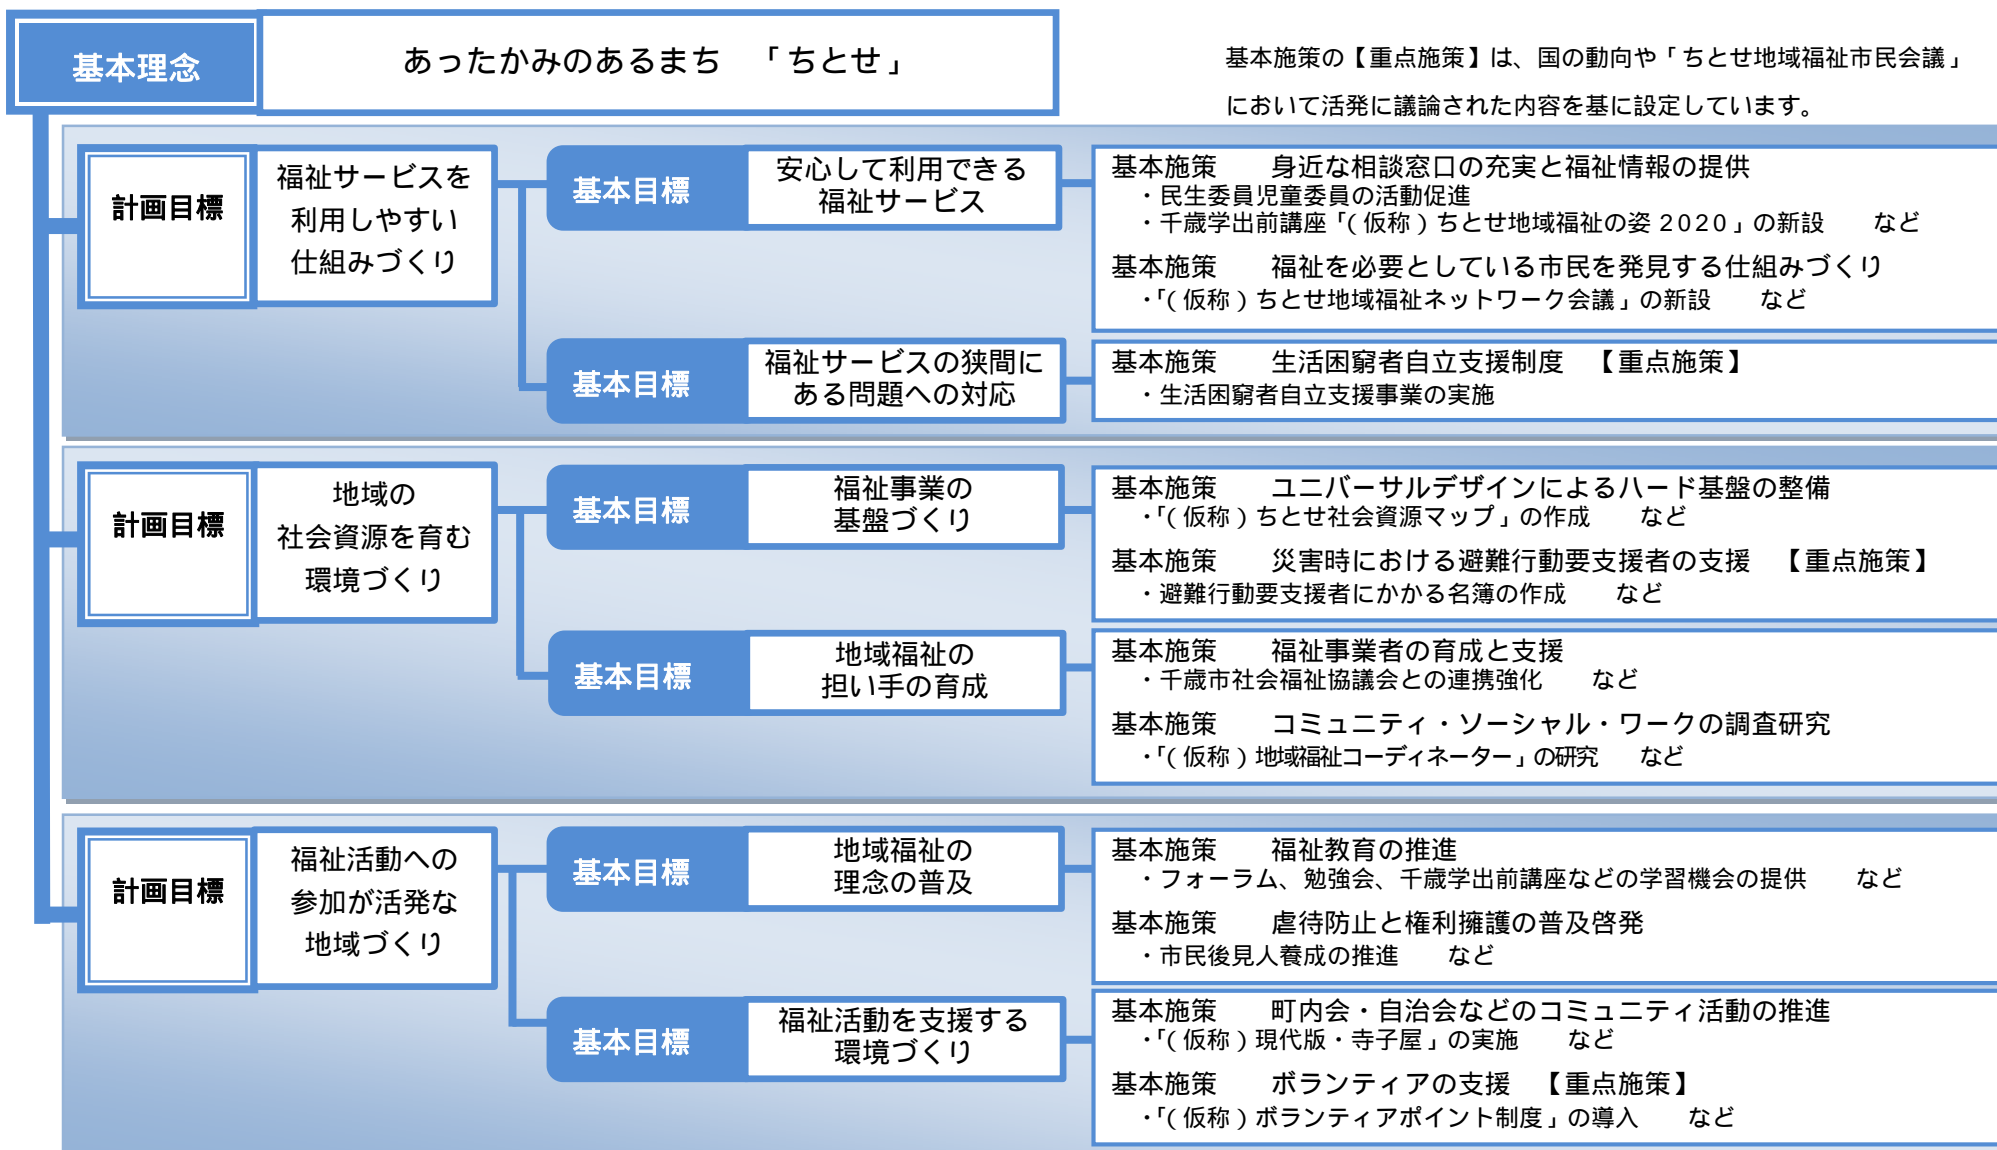 基本理念
あったかみのあるまち 「ちとせ」
基本施策の【重点施策】は、国の動向や「ちとせ地域福祉市民会議」
において活発に議論された内容を基に設定しています。
計画目標
福祉サービスを
利用しやすい
仕組みづくり
基本目標
安心して利用できる
福祉サービス
基本施策 身近な相談窓口の充実と福祉情報の提供
・民生委員児童委員の活動促進
・千歳学出前講座「(仮称)ちとせ地域福祉の姿2020」の新設 など
基本施策 福祉を必要としている市民を発見する仕組みづくり
・「(仮称)ちとせ地域福祉ネットワーク会議」の新設 など
基本目標
福祉サービスの狭間に
ある問題への対応
基本施策 生活困窮者自立支援制度 【重点施策】
・生活困窮者自立支援事業の実施
計画目標
地域の
社会資源を育む
環境づくり
基本目標
福祉事業の
基盤づくり
基本施策 ユニバーサルデザインによるハード基盤の整備
・「(仮称)ちとせ社会資源マップ」の作成 など
基本施策 災害時における避難行動要支援者の支援 【重点施策】
・避難行動要支援者にかかる名簿の作成 など
基本目標
地域福祉の
担い手の育成
基本施策 福祉事業者の育成と支援
・千歳市社会福祉協議会との連携強化 など
基本施策 コミュニティ・ソーシャル・ワークの調査研究
・「(仮称)地域福祉コーディネーター」の研究 など
計画目標
福祉活動への
参加が活発な
地域づくり
基本目標
地域福祉の
理念の普及
基本施策 福祉教育の推進
・フォーラム、勉強会、千歳学出前講座などの学習機会の提供 など
基本施策 虐待防止と権利擁護の普及啓発
・市民後見人養成の推進 など
基本目標
福祉活動を支援する
環境づくり
基本施策 町内会・自治会などのコミュニティ活動の推進
・「(仮称)現代版・寺子屋」の実施 など
基本施策 ボランティアの支援 【重点施策】
・「(仮称)ボランティアポイント制度」の導入 など